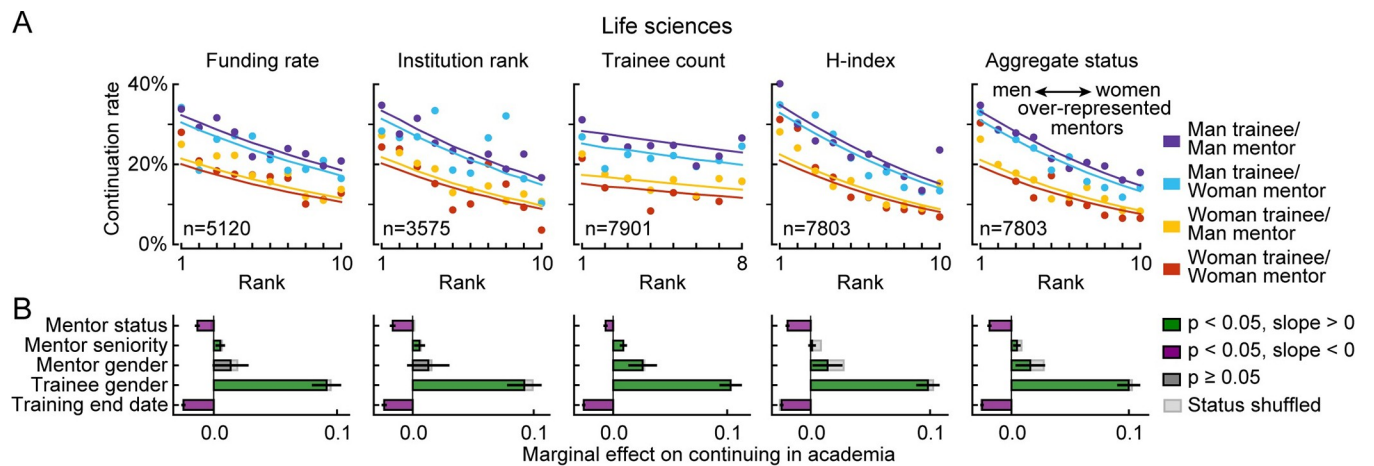 A
Life sciences
Funding rate
Institution rank
Trainee count
H-index
Aggregate status
Continuation rate
40%
20%
0%
men
women
over-represented
mentors
n=5120
n=3575
n=7901
n=7803
n=7803
1
10
1
10
1
8
1
10
1
10
Rank
Rank
Rank
Rank
Rank
Man trainee/
Man mentor
Man trainee/
Woman mentor
Woman trainee/
Man mentor
Woman trainee/
Woman mentor
B
Mentor status
Mentor seniority
Mentor gender
Trainee gender
Training end date
0.0
0.1
0.0
0.1
0.0
0.1
0.0
0.1
0.0
0.1
Marginal effect on continuing in academia
p < 0.05, slope > 0
p < 0.05, slope < 0
p ≥ 0.05
Status shuffled